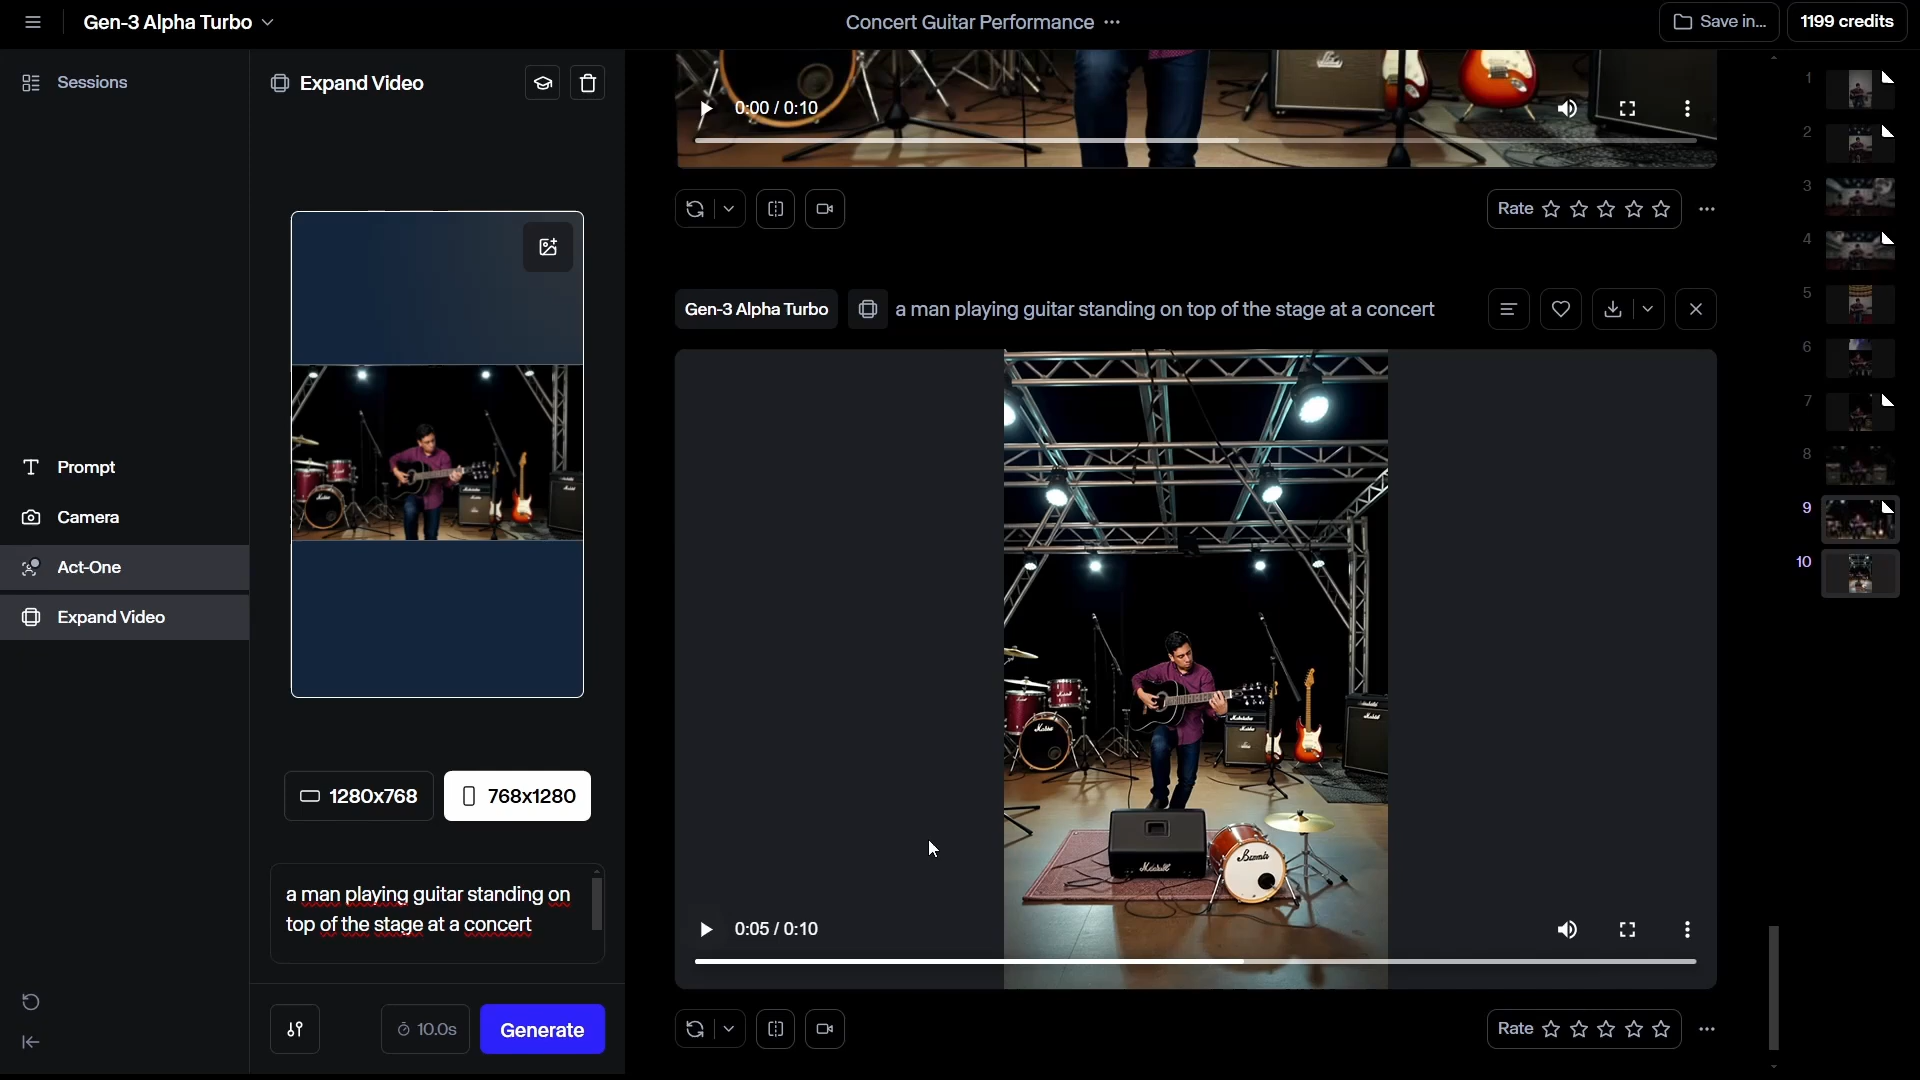 Gen-3 Alpha Turbo
Concert Guitar Performance
Save in...
1199 credits
Sessions
Expand Video
0:00 / 0:10
Rate
Gen-3 Alpha Turbo
a man playing guitar standing on top of the stage at a concert
Prompt
Camera
Act-One
Expand Video
1280x768
768x1280
a man playing guitar standing on
top of the stage at a concert
0:05 / 0:10
10.0s
Generate
Rate
1
2
3
4
5
6
7
8
9
10